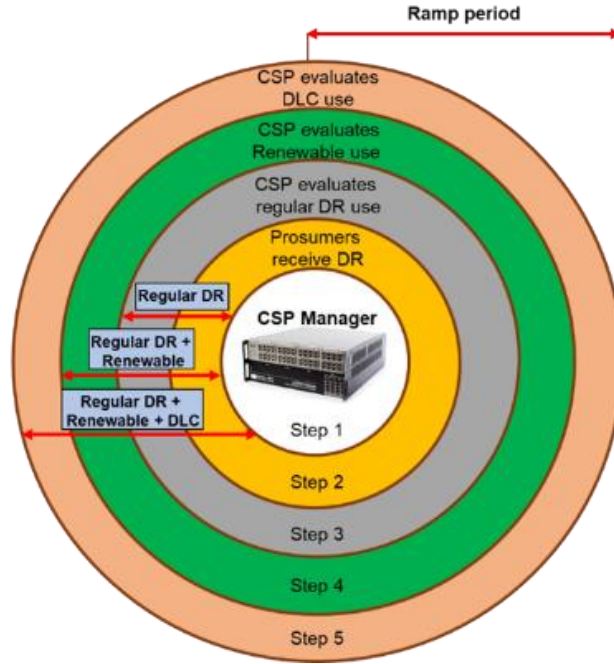 Ramp period
CSP evaluates
DLC use
CSP evaluates
Renewable use
CSP evaluates
regular DR use
Prosumers
receive DR
Regular DR
CSP Manager
Regular DR +
Renewable
Regular DR +
Renewable + DLC
Step 1
Step 2
Step 3
Step 4
Step 5